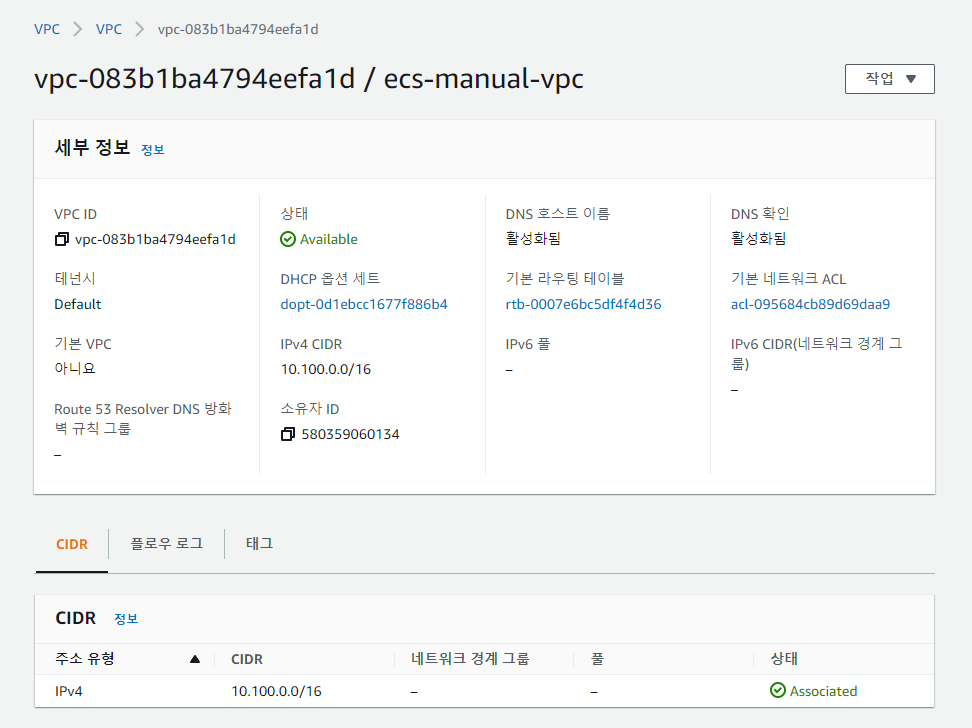 VPC > VPC > vpc-083b1ba4794eefa1d
vpc-083b1ba4794eefa1d / ecs-manual-vpc
작업 ▼
세부 정보 정보
VPC ID
vpc-083b1ba4794eefa1d
상태
Available
DNS 호스트 이름
활성화됨
DNS 확인
활성화됨
테넌시
Default
DHCP 옵션 세트
dopt-0d1ebcc1677f886b4
기본 라우팅 테이블
rtb-0007e6bc5df4f4d36
기본 네트워크 ACL
acl-095684cb89d69daa9
기본 VPC
아니요
IPv4 CIDR
10.100.0.0/16
IPv6 풀
–
IPv6 CIDR(네트워크 경계 그
룹)
–
Route 53 Resolver DNS 방화
벽 규칙 그룹
–
소유자 ID
580359060134
CIDR 플로우 로그 태그
CIDR 정보
주소 유형 ▲ CIDR 네트워크 경계 그룹 풀 상태
IPv4 10.100.0.0/16 – – Associated